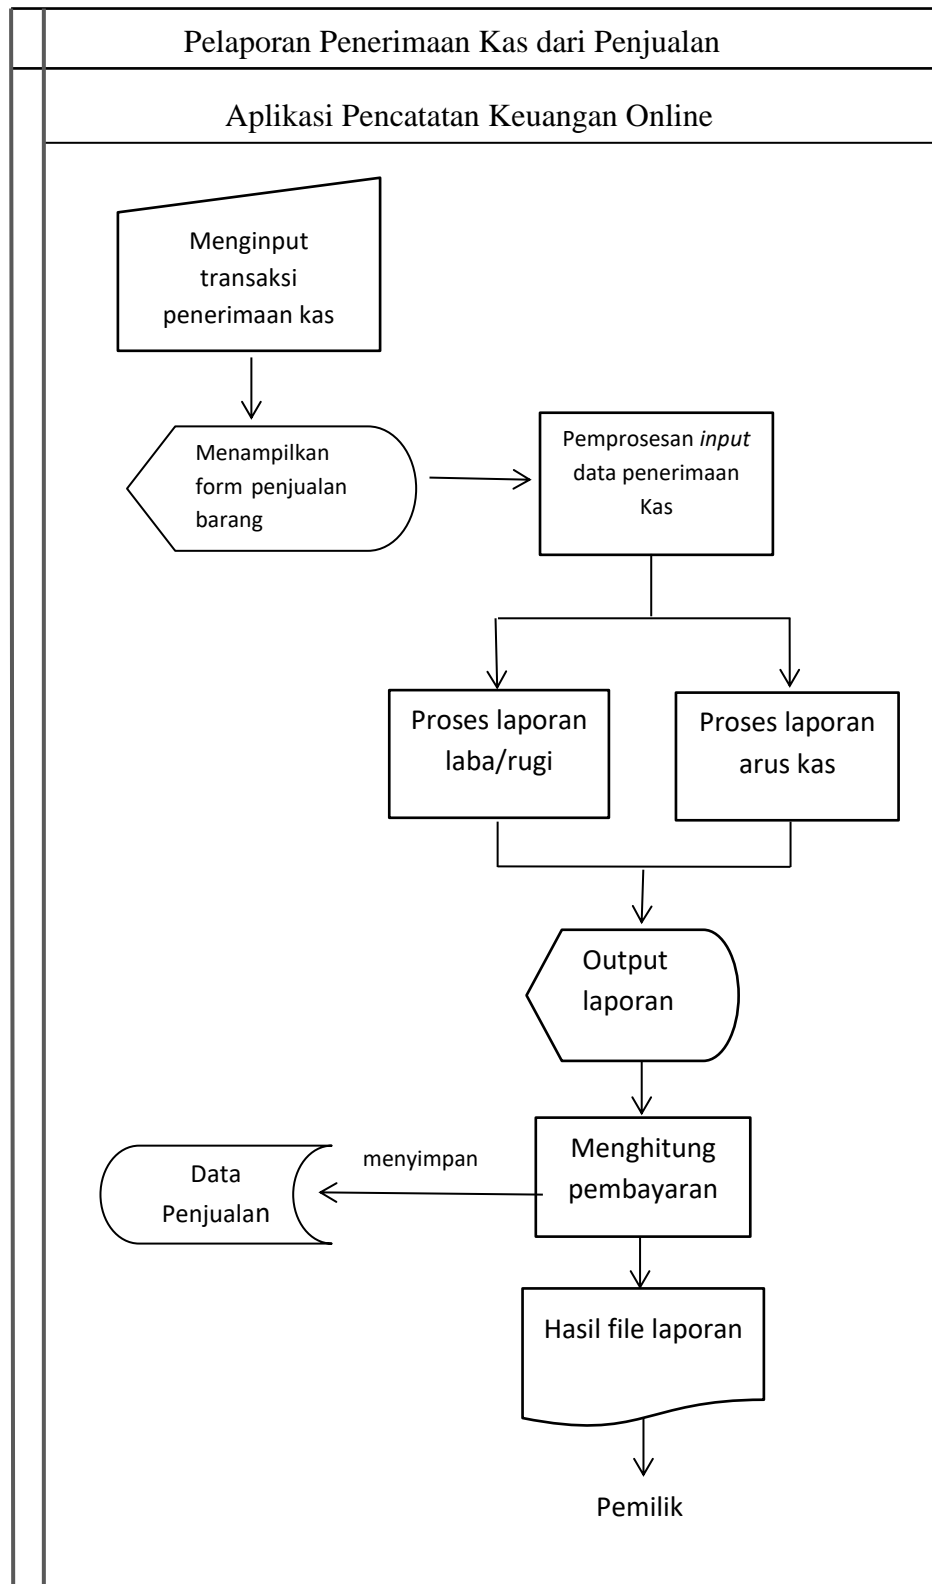 Pelaporan Penerimaan Kas dari Penjualan
Aplikasi Pencatatan Keuangan Online
Menginput
transaksi
penerimaan kas
Menampilkan
form penjualan
barang
Pemprosesan input
data penerimaan
Kas
Proses laporan
laba/rugi
Proses laporan
arus kas
Output
laporan
Menghitung
pembayaran
menyimpan
Data
Penjualan
Hasil file laporan
Pemilik